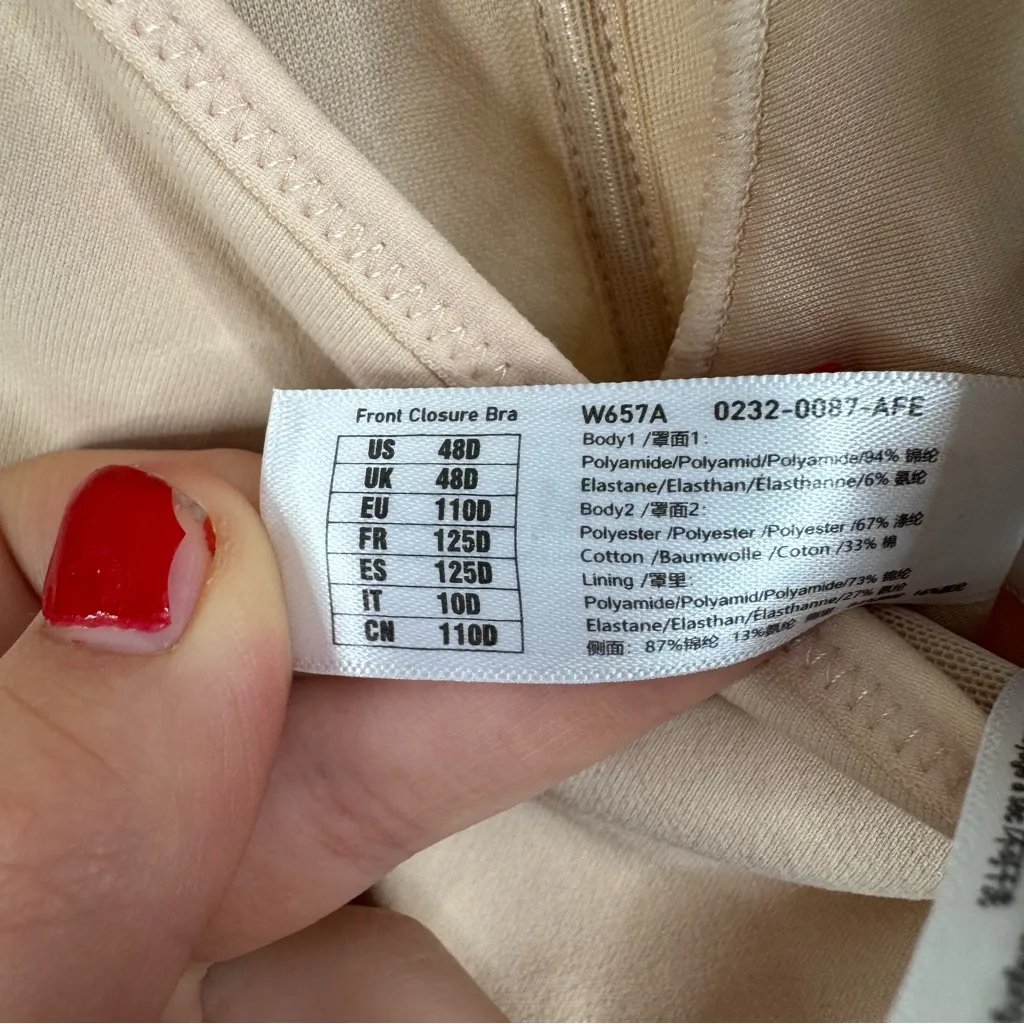 Front Closure Bra
US 48D
UK 48D
EU 110D
FR 125D
ES 125D
IT 10D
CN 110D
W657A 0232-0087-AFE
Body1 /罩面1:
Polyamide/Polyamid/Polyamide/94% 锦纶
Elastane/Elasthan/Elasthanne/6% 氨纶
Body2 /罩面2:
Polyester /Polyester /Polyester /67% 涤纶
Cotton /Baumwolle /Coton /33% 棉
Lining /罩里:
Polyamide/Polyamid/Polyamide/73% 锦纶
Elastane/Elasthan/Élasthanne/27% 氨纶
侧面: 87%锦纶 13%氨纶